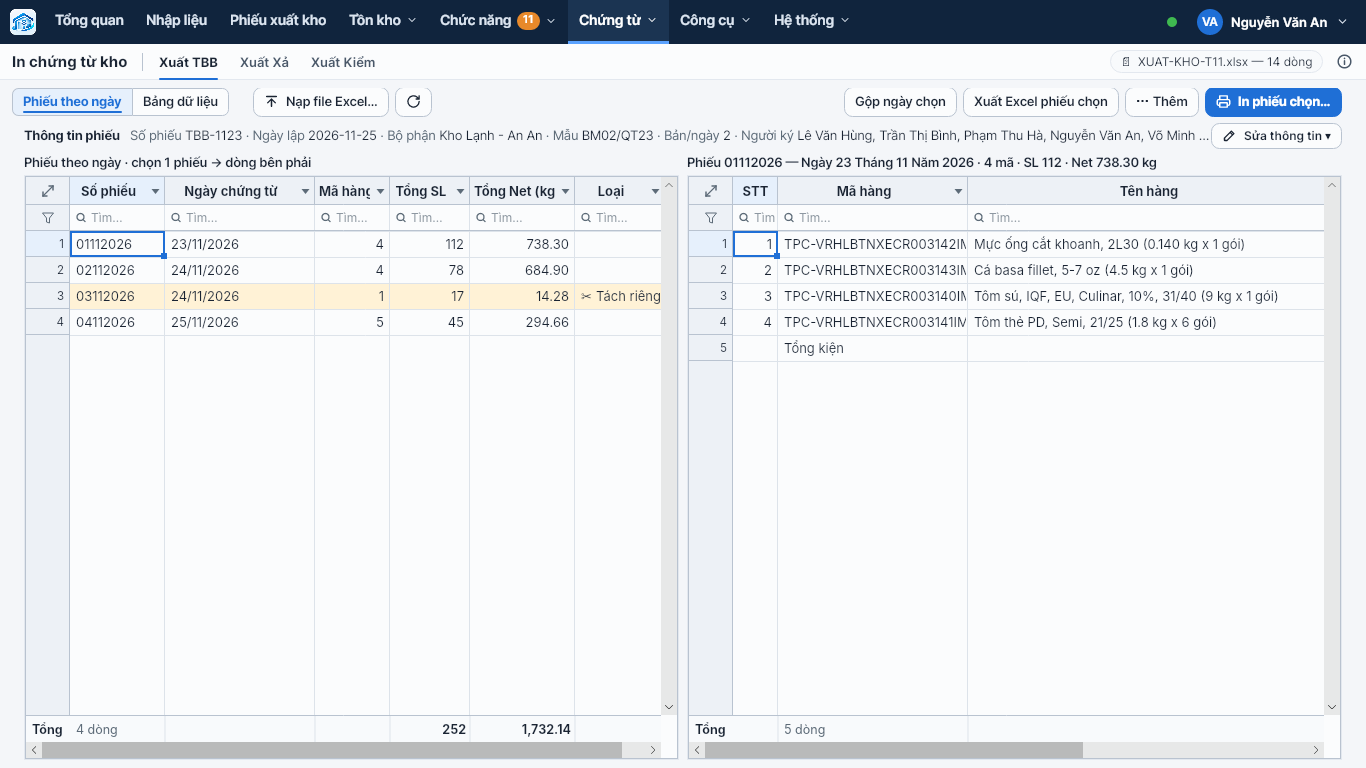 Tổng quan Nhập liệu Phiếu xuất kho Tồn kho Chức năng 11 Chứng từ Công cụ Hệ thống VA Nguyễn Văn An
In chứng từ kho Xuất TBB Xuất Xả Xuất Kiểm XUAT-KHO-T11.xlsx — 14 dòng
Phiếu theo ngày Bảng dữ liệu Nạp file Excel... Gộp ngày chọn Xuất Excel phiếu chọn ··· Thêm In phiếu chọn...
Thông tin phiếu Số phiếu TBB-1123 · Ngày lập 2026-11-25 · Bộ phận Kho Lạnh - An An · Mẫu BM02/QT23 · Bản/ngày 2 · Người ký Lê Văn Hùng, Trần Thị Bình, Phạm Thu Hà, Nguyễn Văn An, Võ Minh ... Sửa thông tin ▾
Phiếu theo ngày · chọn 1 phiếu → dòng bên phải
Số phiếu Ngày chứng từ Mã hàng Tổng SL Tổng Net (kg Loại
Tìm... Tìm... Tìm... Tìm... Tìm... Tìm...
1 01112026 23/11/2026 4 112 738.30
2 02112026 24/11/2026 4 78 684.90
3 03112026 24/11/2026 1 17 14.28 ✂ Tách riêng
4 04112026 25/11/2026 5 45 294.66
Tổng 4 dòng 252 1,732.14
Phiếu 01112026 — Ngày 23 Tháng 11 Năm 2026 · 4 mã · SL 112 · Net 738.30 kg
STT Mã hàng Tên hàng
Tìm Tìm... Tìm...
1 1 TPC-VRHLBTNXECR003142IM Mực ống cắt khoanh, 2L30 (0.140 kg x 1 gói)
2 2 TPC-VRHLBTNXECR003143IM Cá basa fillet, 5-7 oz (4.5 kg x 1 gói)
3 3 TPC-VRHLBTNXECR003140IM Tôm sú, IQF, EU, Culinar, 10%, 31/40 (9 kg x 1 gói)
4 4 TPC-VRHLBTNXECR003141IM Tôm thẻ PD, Semi, 21/25 (1.8 kg x 6 gói)
5 Tổng kiện
Tổng 5 dòng